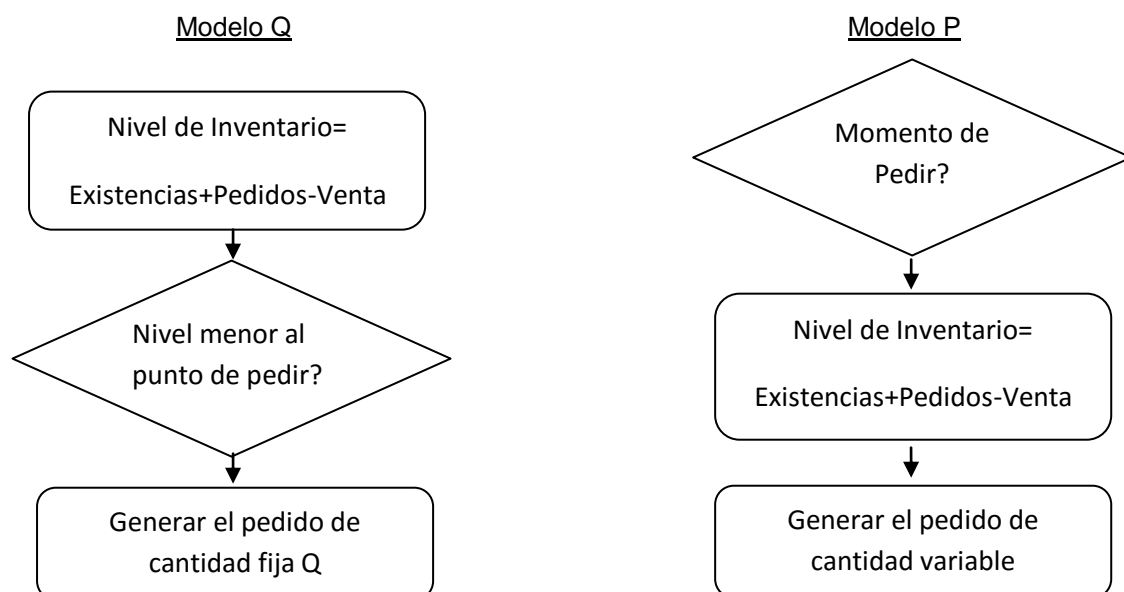 Modelo Q
Nivel de Inventario=
Existencias+Pedidos-Venta
Nivel menor al
punto de pedir?
Generar el pedido de
cantidad fija Q
Modelo P
Momento de
Pedir?
Nivel de Inventario=
Existencias+Pedidos-Venta
Generar el pedido de
cantidad variable